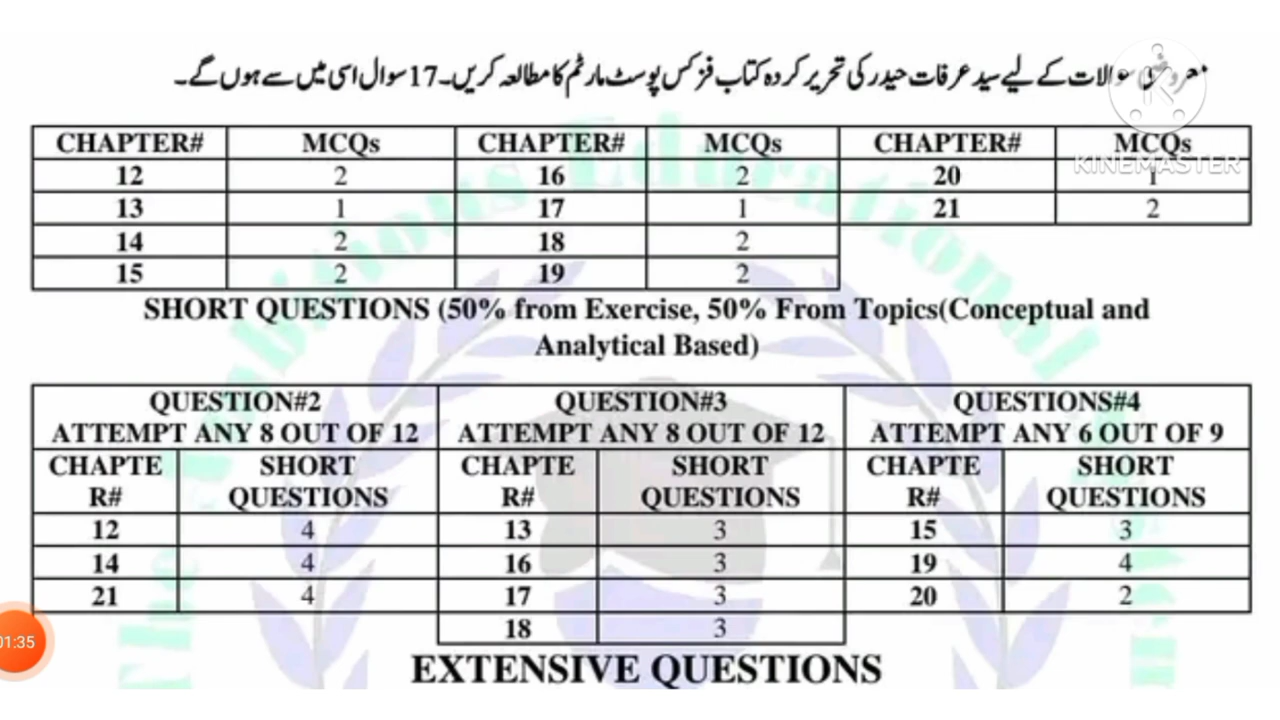 معروضی سوالات کے لیے سید عرفات حیدر کی تحریر کردہ کتاب فزکس پوسٹ مارٹم کا مطالعہ کریں۔17 سوال اسی میں سے ہوں گے۔
CHAPTER# MCQs CHAPTER# MCQs CHAPTER# MCQs
KINEMASTER
12 2 16 2 20 1
13 1 17 1 21 2
14 2 18 2
15 2 19 2
SHORT QUESTIONS (50% from Exercise, 50% From Topics(Conceptual and
Analytical Based)
QUESTION#2 QUESTION#3 QUESTIONS#4
ATTEMPT ANY 8 OUT OF 12 ATTEMPT ANY 8 OUT OF 12 ATTEMPT ANY 6 OUT OF 9
CHAPTE SHORT CHAPTE SHORT CHAPTE SHORT
R# QUESTIONS R# QUESTIONS R# QUESTIONS
12 4 13 3 15 3
14 4 16 3 19 4
21 4 17 3 20 2
18 3
01:35
EXTENSIVE QUESTIONS